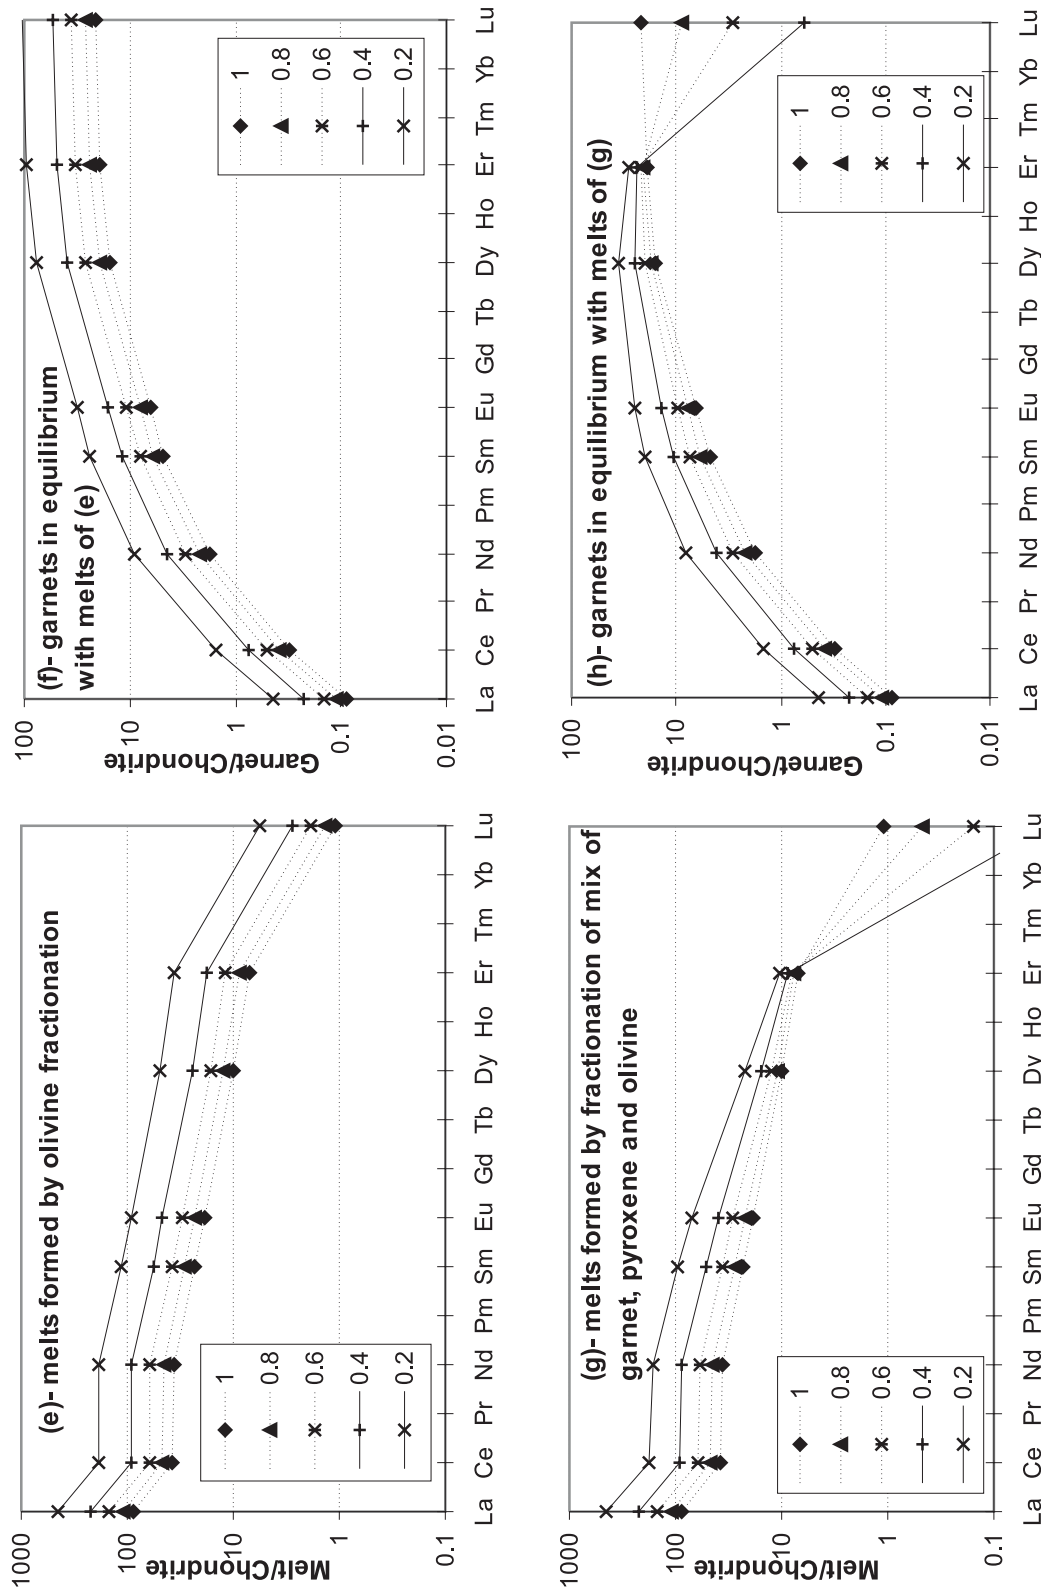 (e)- melts formed by olivine fractionation
Melt/Chondrite
1000
100
10
1
0.1
La Ce Pr Nd Pm Sm Eu Gd Tb Dy Ho Er Tm Yb Lu
1
0.8
0.6
0.4
0.2
(f)- garnets in equilibrium
with melts of (e)
Garnet/Chondrite
100
10
1
0.1
0.01
La Ce Pr Nd Pm Sm Eu Gd Tb Dy Ho Er Tm Yb Lu
1
0.8
0.6
0.4
0.2
(g)- melts formed by fractionation of mix of
garnet, pyroxene and olivine
Melt/Chondrite
1000
100
10
1
0.1
La Ce Pr Nd Pm Sm Eu Gd Tb Dy Ho Er Tm Yb Lu
1
0.8
0.6
0.4
0.2
(h)- garnets in equilibrium with melts of (g)
Garnet/Chondrite
100
10
1
0.1
0.01
La Ce Pr Nd Pm Sm Eu Gd Tb Dy Ho Er Tm Yb Lu
1
0.8
0.6
0.4
0.2